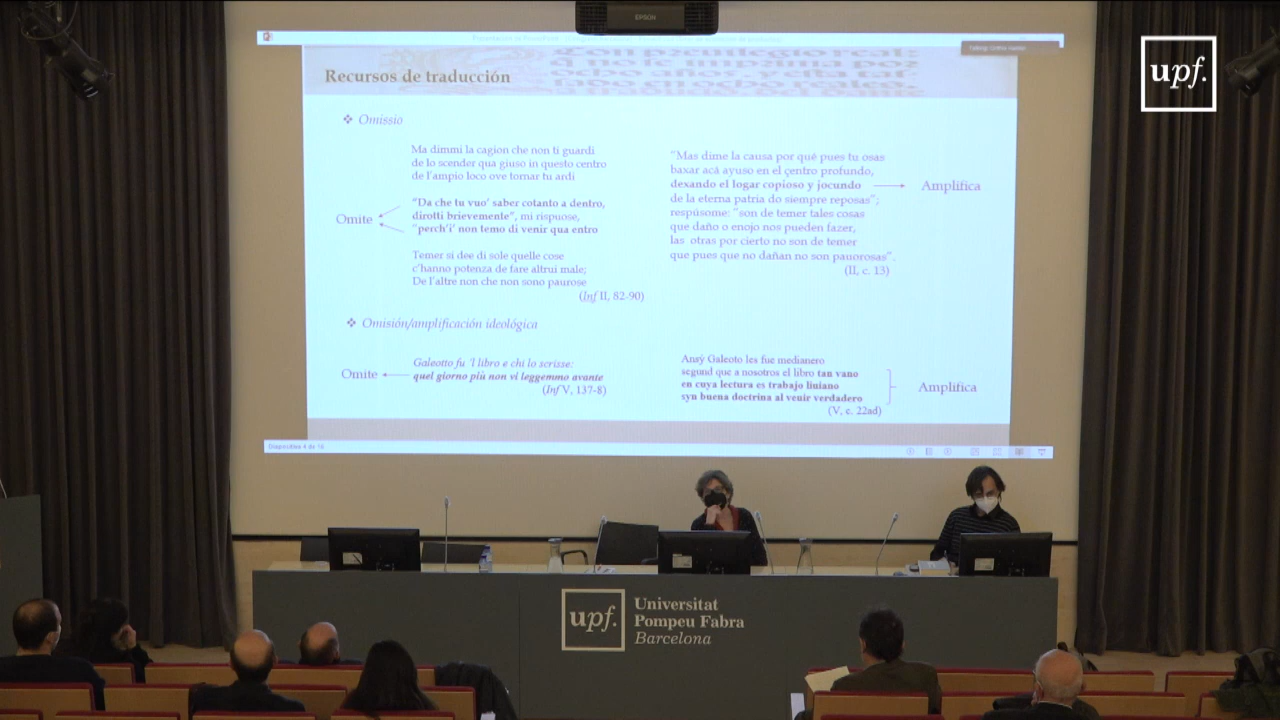 EPSON
upf.
Recursos de traducción
❖ Omissio
Ma dimmi la cagion che non ti guardi
de lo scender qua giuso in questo centro
de l'ampio loco ove tornar tu ardi
Omite
"Da che tu vuo' saber cotanto a dentro,
dirotti brievemente", mi rispuose,
"perch'i' non temo di venir qua entro
Temer si dee di sole quelle cose
c'hanno potenza de fare altrui male;
De l'altre non che non sono paurose
(Inf II, 82-90)
"Mas dime la causa por qué pues tu osas
baxar acá ayuso en el çentro profundo,
dexando el logar copioso y jocundo
de la eterna patria do siempre reposas";
respúsome: "son de temer tales cosas
que daño o enojo nos pueden fazer,
las otras por cierto no son de temer
que pues que no dañan no son pauorosas".
(II, c. 13)
Amplifica
❖ Omisión/amplificación ideológica
Omite
Galeotto fu 'l libro e chi lo scrisse:
quel giorno più non vi leggemmo avante
(Inf V, 137-8)
Ansý Galeoto les fue medianero
segund que a nosotros el libro tan vano
en cuya lectura es trabajo liuiano
syn buena doctrina al venir verdadero
(V, c. 22ad)
Amplifica
Diapositiva 4 de 16
upf.
Universitat
Pompeu Fabra
Barcelona